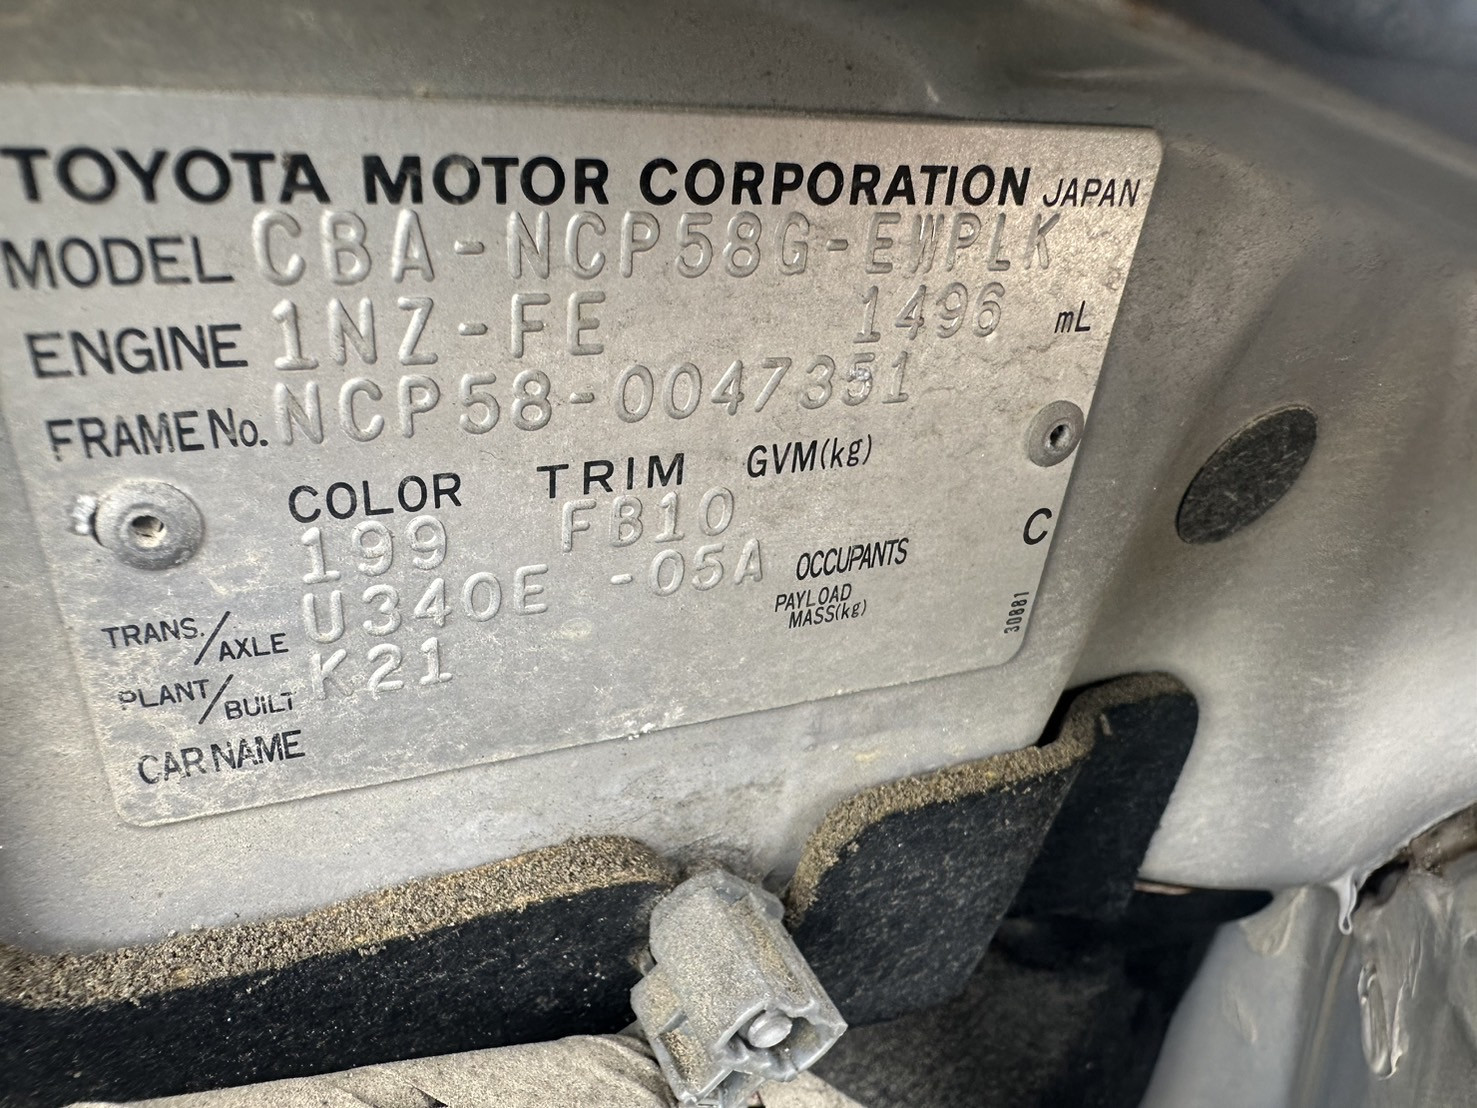 TOYOTA MOTOR CORPORATION JAPAN
MODEL CBA-NCP58G-EWPLK
ENGINE 1NZ-FE 1496 mL
FRAME No. NCP58-0047351
COLOR TRIM GVM(kg)
199 FB10 C
TRANS./AXLE U340E -05A OCCUPANTS
PAYLOAD MASS(kg)
PLANT/BUILT K21
CAR NAME
30881